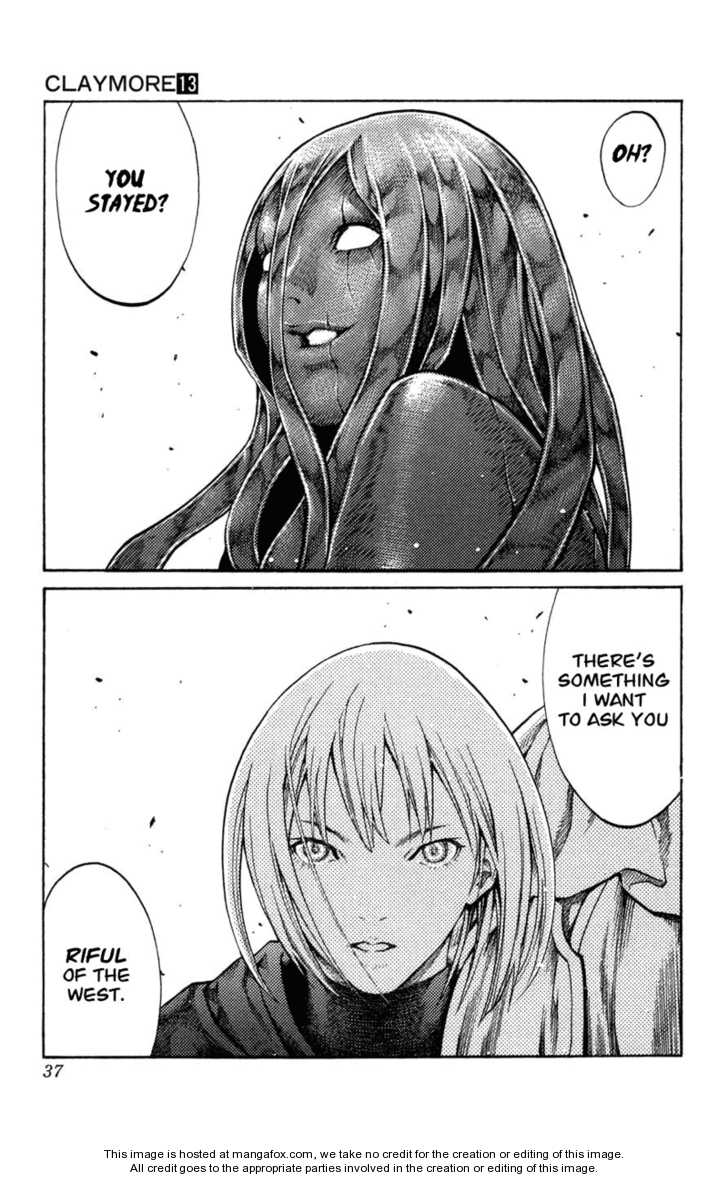 CLAYMORE 13
OH?
YOU
STAYED?
THERE'S
SOMETHING
I WANT
TO ASK YOU
RIFUL
OF THE
WEST.
37
This image is hosted at mangafox.com, we take no credit for the creation or editing of this image.
All credit goes to the appropriate parties involved in the creation or editing of this image.